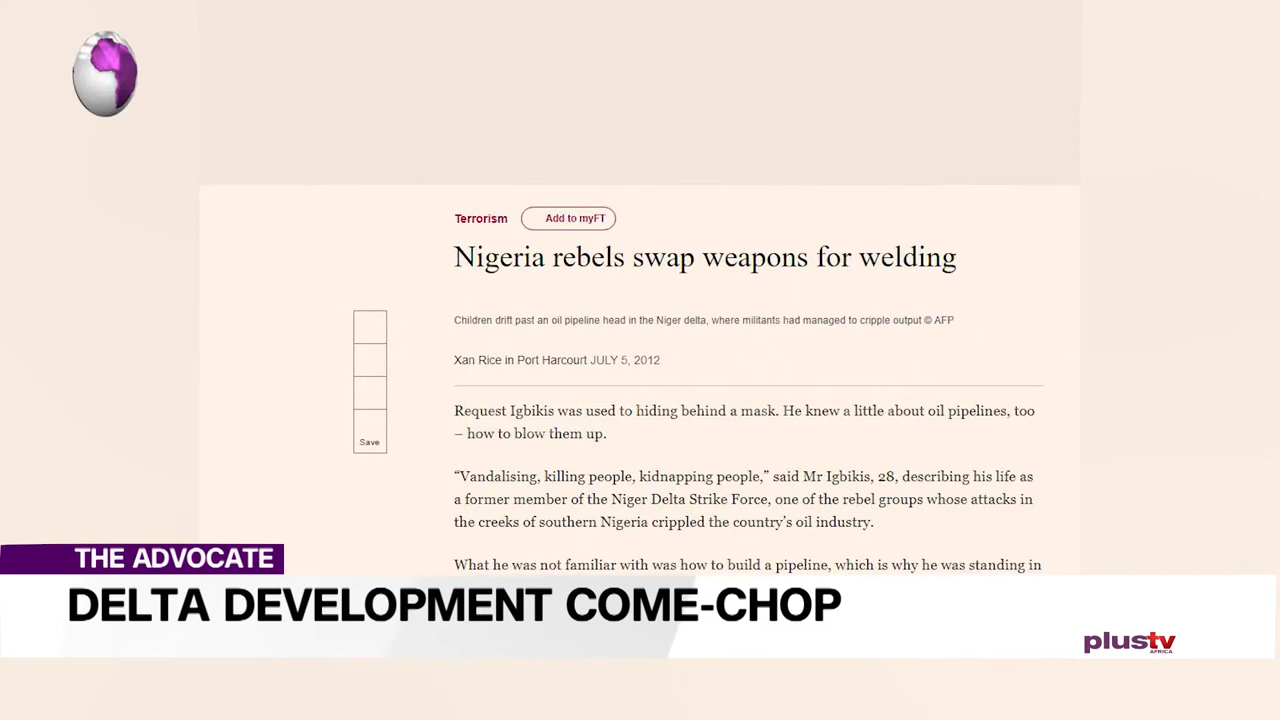 Terrorism
Add to myFT
Nigeria rebels swap weapons for welding
Children drift past an oil pipeline head in the Niger delta, where militants had managed to cripple output © AFP
Xan Rice in Port Harcourt JULY 5, 2012
Save
Request Igbikis was used to hiding behind a mask. He knew a little about oil pipelines, too
– how to blow them up.
“Vandalising, killing people, kidnapping people,” said Mr Igbikis, 28, describing his life as
a former member of the Niger Delta Strike Force, one of the rebel groups whose attacks in
the creeks of southern Nigeria crippled the country’s oil industry.
What he was not familiar with was how to build a pipeline, which is why he was standing in
THE ADVOCATE
DELTA DEVELOPMENT COME-CHOP
plustv
AFRICA